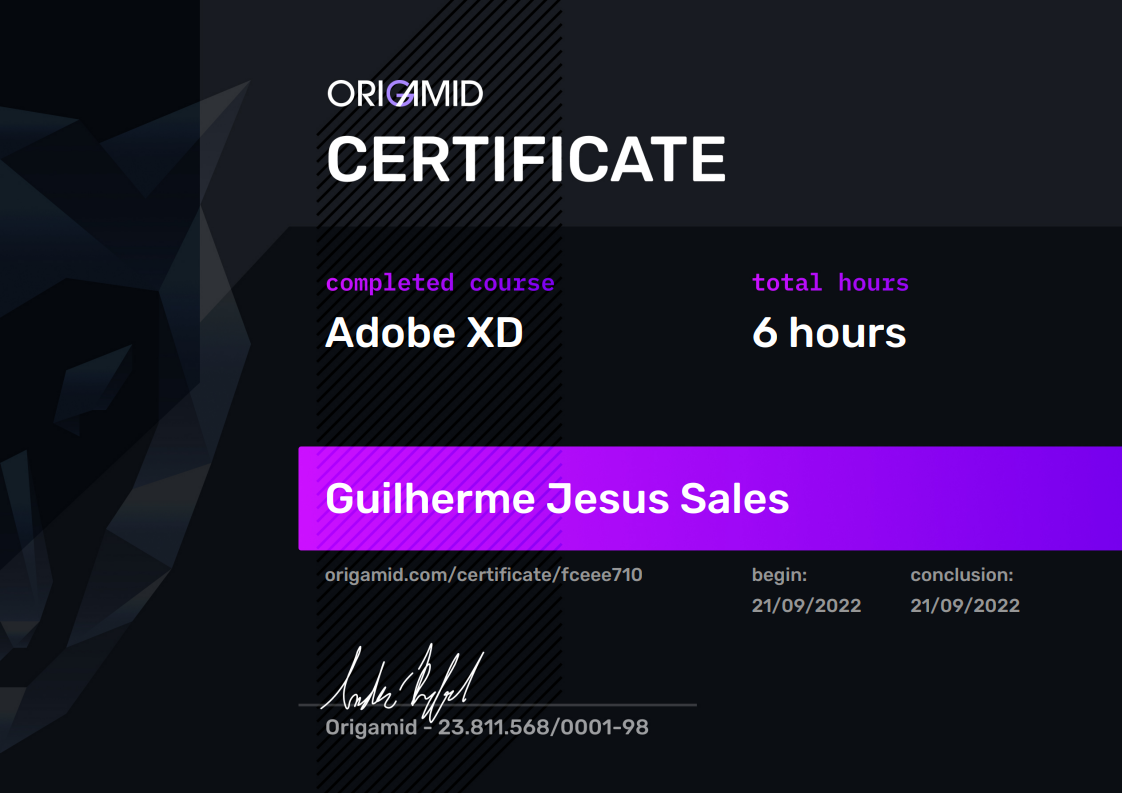 ORIGAMID
CERTIFICATE
completed course
total hours
Adobe XD
6 hours
Guilherme Jesus Sales
origamid.com/certificate/fceee710
begin:
conclusion:
21/09/2022
21/09/2022
Origamid - 23.811.568/0001-98